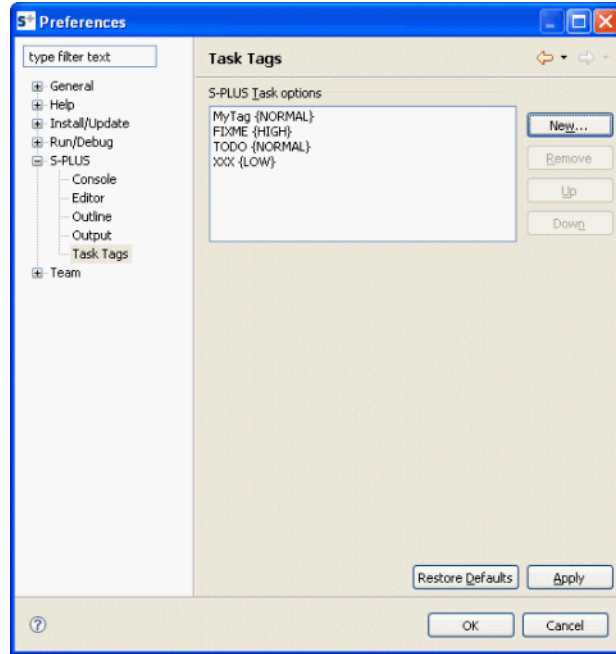 S+ Preferences
type filter text
General
Help
Install/Update
Run/Debug
S-PLUS
Console
Editor
Outline
Output
Task Tags
Team
Task Tags
S-PLUS Task options
MyTag {NORMAL}
FIXME {HIGH}
TODO {NORMAL}
XXX {LOW}
New...
Remove
Up
Down
Restore Defaults
Apply
?
OK
Cancel